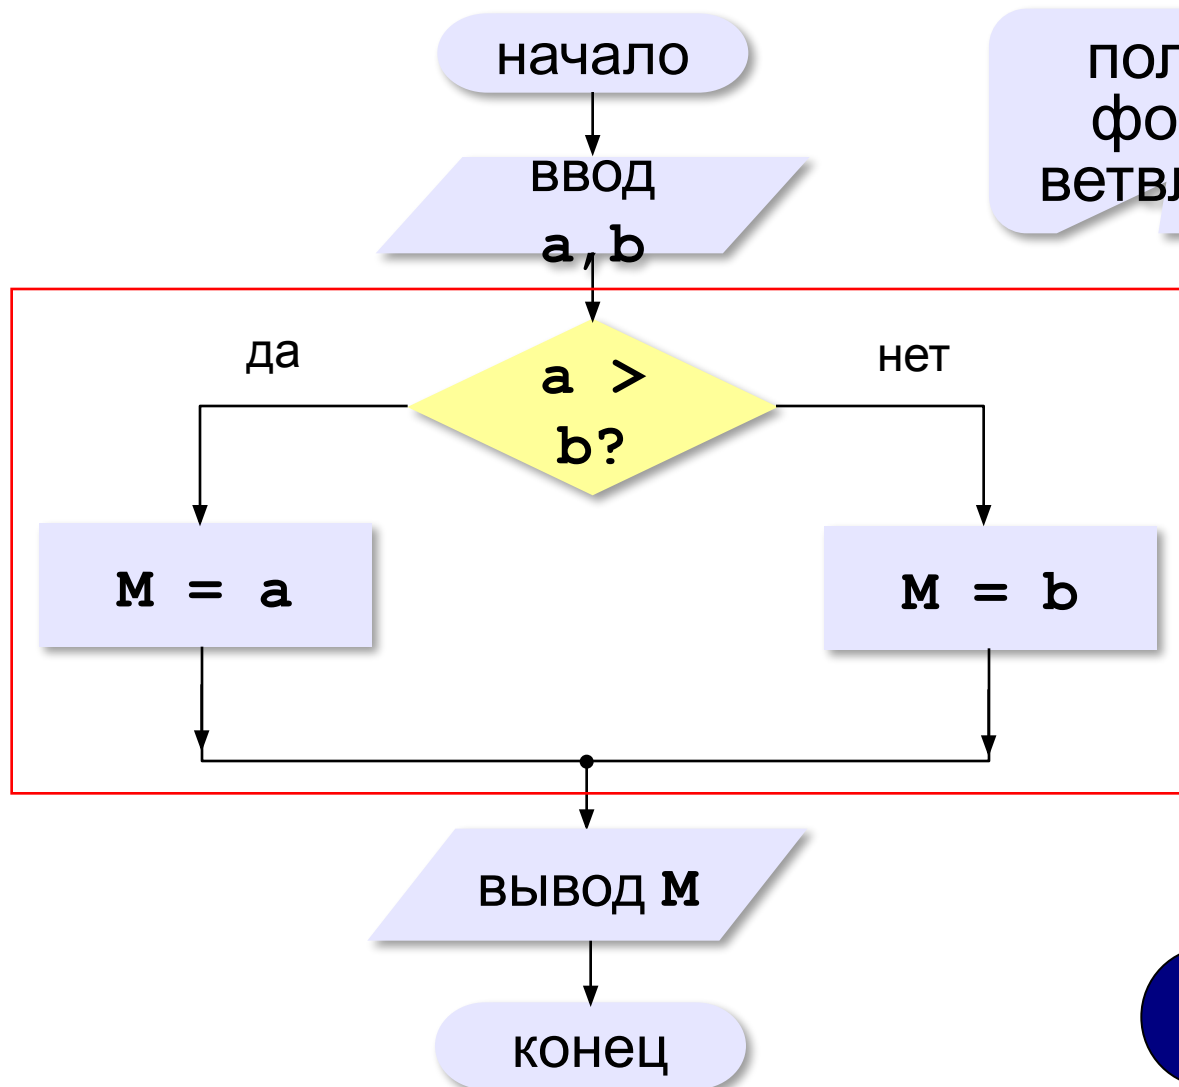 начало
ввод
a, b
да
a >
b?
нет
M = a
M = b
вывод M
конец